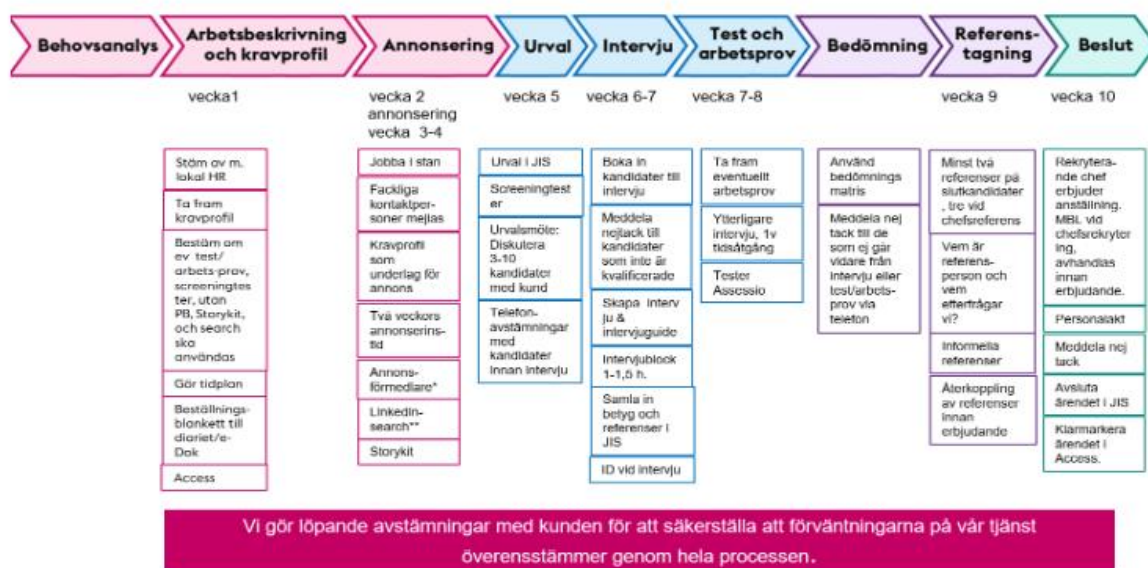 Behovsanalys
Arbetsbeskrivning
och kravprofil
Annonsering
Urval
Intervju
Test och
arbetsprov
Bedömning
Referens-
tagning
Beslut
vecka1
vecka 2
annonsering
vecka 3-4
vecka 5
vecka 6-7
vecka 7-8
vecka 9
vecka 10
Stäm av m.
lokal HR
Ta fram
kravprofil
Bestäm om
ev test/
arbets-prov,
screeningtes
ter, utan
PB, Storykit,
och search
ska
användas
Gör tidplan
Beställnings-
blankett till
diariet/e-
Dok
Access
Jobba i stan
Fackliga
kontaktper-
soner mejlas
Kravprofil
som
underlag för
annons
Två veckors
annonserins-
tid
Annons-
förmedlare*
LinkedIn-
search**
Storykit
Urval i JIS
Screeningtest
er
Urvalsmöte:
Diskutera
3-10
kandidater
med kund
Telefon-
avstämningar
med
kandidater
innan intervju
Boka in
kandidater till
intervju
Meddela
nejtack till
kandidater
som inte är
kvalificerade
Skapa interv
ju &
intervjuguide
Intervjublock
1-1,5 h.
Samla in
betyg och
referenser i
JIS
ID vid intervju
Ta fram
eventuellt
arbetsprov
Ytterligare
intervju, 1v
tidsåtgång
Tester
Assessio
Använd
bedömnings
matris
Meddela nej
tack till de
som ej går
vidare från
intervju eller
test/arbets-
prov via
telefon
Minst två
referenser på
slutkandidater
, tre vid
chefsreferens
Vem är
referens-
person och
vem
efterfrågar
vi?
Informella
referenser
Återkoppling
av referenser
innan
erbjudande
Rekrytera-
nde chef
erbjuder
anställning.
MBL vid
chefsrekryter
ing,
avhandlas
innan
erbjudande.
Personalakt
Meddela nej
tack
Avsluta
ärendet i JIS
Klarmarkera
ärendet i
Access.
Vi gör löpande avstämningar med kunden för att säkerställa att förväntningarna på vår tjänst
överensstämmer genom hela processen.